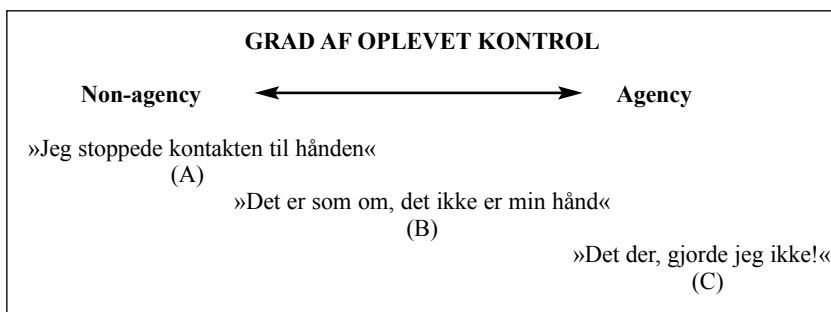 GRAD AF OPLEVET KONTROL
Non-agency Agency
»Jeg stoppede kontakten til hånden«
(A)
»Det er som om, det ikke er min hånd«
(B)
»Det der, gjorde jeg ikke!«
(C)